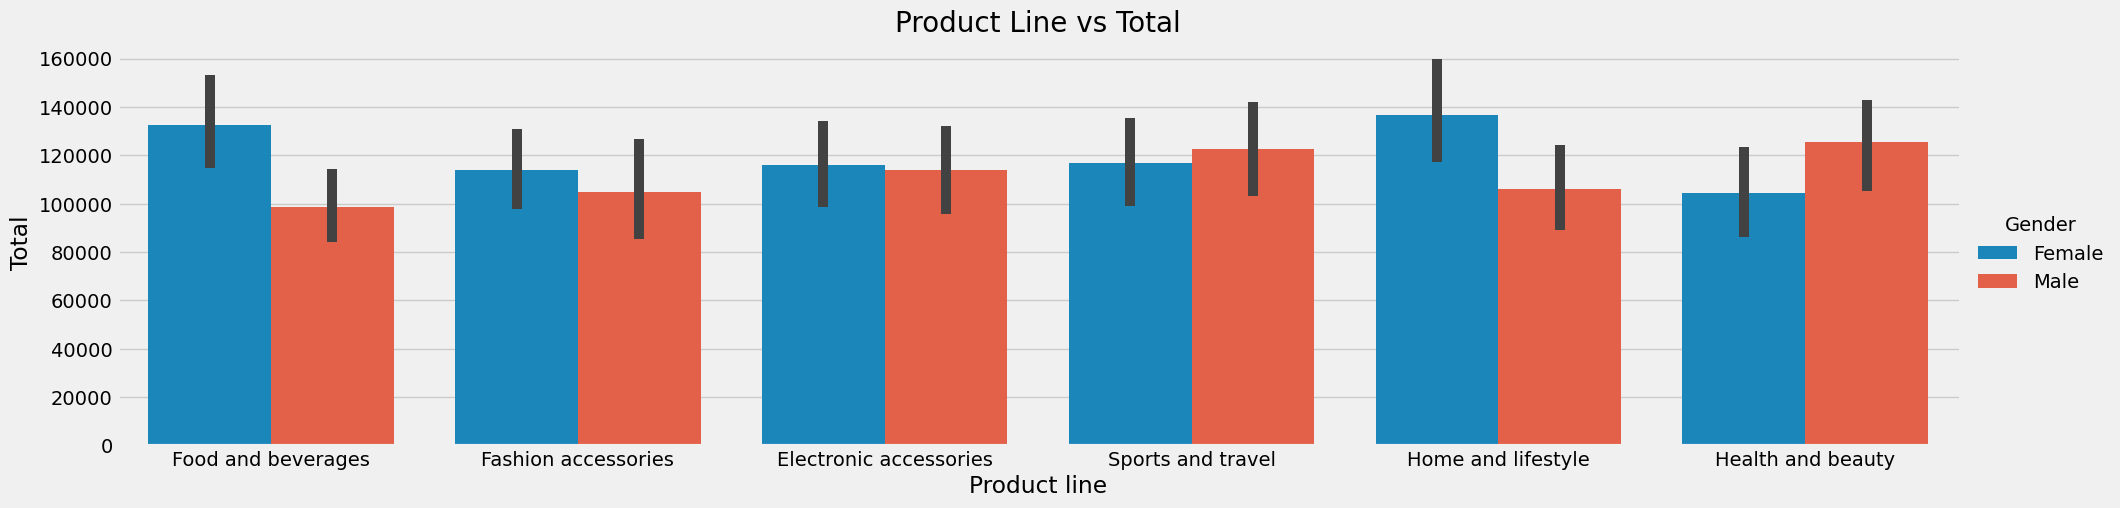 Product Line vs Total
160000
140000
120000
100000
80000
60000
40000
20000
0
Total
Food and beverages
Fashion accessories
Electronic accessories
Sports and travel
Home and lifestyle
Health and beauty
Product line
Gender
Female
Male